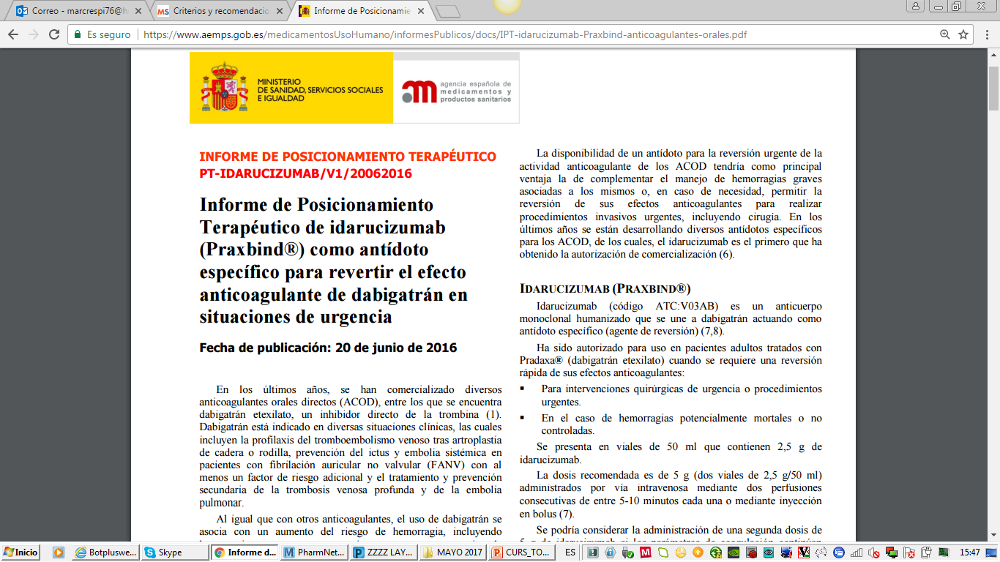 Correo - marcrespi76@h
Criterios y recomendacio
Informe de Posicionamie
Es seguro
https://www.aemps.gob.es/medicamentosUsoHumano/informesPublicos/docs/IPT-idarucizumab-Praxbind-anticoagulantes-orales.pdf
MINISTERIO
DE SANIDAD, SERVICIOS SOCIALES
E IGUALDAD
agencia española de
medicamentos y
productos sanitarios
INFORME DE POSICIONAMIENTO TERAPÉUTICO
PT-IDARUCIZUMAB/V1/20062016
Informe de Posicionamiento
Terapéutico de idarucizumab
(Praxbind®) como antídoto
específico para revertir el efecto
anticoagulante de dabigatrán en
situaciones de urgencia
Fecha de publicación: 20 de junio de 2016
En los últimos años, se han comercializado diversos
anticoagulantes orales directos (ACOD), entre los que se encuentra
dabigatrán etexilato, un inhibidor directo de la trombina (1).
Dabigatrán está indicado en diversas situaciones clínicas, las cuales
incluyen la profilaxis del tromboembolismo venoso tras artroplastia
de cadera o rodilla, prevención del ictus y embolia sistémica en
pacientes con fibrilación auricular no valvular (FANV) con al
menos un factor de riesgo adicional y el tratamiento y prevención
secundaria de la trombosis venosa profunda y de la embolia
pulmonar.
Al igual que con otros anticoagulantes, el uso de dabigatrán se
asocia con un aumento del riesgo de hemorragia, incluyendo
La disponibilidad de un antídoto para la reversión urgente de la
actividad anticoagulante de los ACOD tendría como principal
ventaja la de complementar el manejo de hemorragias graves
asociadas a los mismos o, en caso de necesidad, permitir la
reversión de sus efectos anticoagulantes para realizar
procedimientos invasivos urgentes, incluyendo cirugía. En los
últimos años se están desarrollando diversos antídotos específicos
para los ACOD, de los cuales, el idarucizumab es el primero que ha
obtenido la autorización de comercialización (6).
IDARUCIZUMAB (PRAXBIND®)
Idarucizumab (código ATC:V03AB) es un anticuerpo
monoclonal humanizado que se une a dabigatrán actuando como
antídoto específico (agente de reversión) (7,8).
Ha sido autorizado para uso en pacientes adultos tratados con
Pradaxa® (dabigatrán etexilato) cuando se requiere una reversión
rápida de sus efectos anticoagulantes:
▪ Para intervenciones quirúrgicas de urgencia o procedimientos
urgentes.
▪ En el caso de hemorragias potencialmente mortales o no
controladas.
Se presenta en viales de 50 ml que contienen 2,5 g de
idarucizumab.
La dosis recomendada es de 5 g (dos viales de 2,5 g/50 ml)
administrados por vía intravenosa mediante dos perfusiones
consecutivas de entre 5-10 minutos cada una o mediante inyección
en bolus (7).
Se podría considerar la administración de una segunda dosis de
5 g de idarucizumab si los parámetros de coagulación continúan
Inicio
Botpluswe...
Skype
Informe d...
PharmNet...
ZZZZ LAY...
MAYO 2017
CURS_TO...
ES
15:47